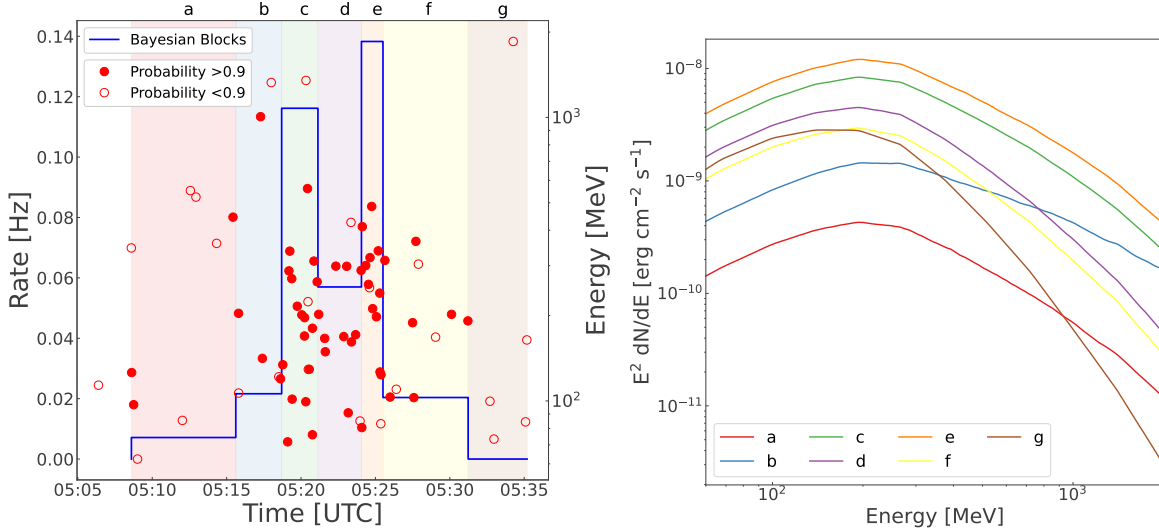 a b c d e f g
Bayesian Blocks
Probability >0.9
Probability <0.9
Rate [Hz]
0.14
0.12
0.10
0.08
0.06
0.04
0.02
0.00
05:05 05:10 05:15 05:20 05:25 05:30 05:35
Time [UTC]
10³
10²
Energy [MeV]
E² dN/dE [erg cm⁻² s⁻¹]
10⁻⁸
10⁻⁹
10⁻¹⁰
10⁻¹¹
a c e g
b d f
10² 10³
Energy [MeV]